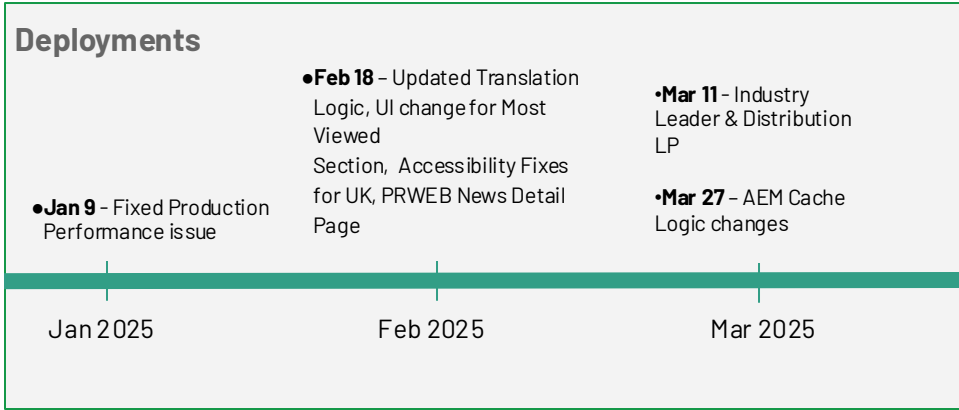 Deployments
●Jan 9 - Fixed Production
Performance issue
●Feb 18 – Updated Translation
Logic, UI change for Most
Viewed
Section, Accessibility Fixes
for UK, PRWEB News Detail
Page
•Mar 11 - Industry
Leader & Distribution
LP
•Mar 27 – AEM Cache
Logic changes
Jan 2025
Feb 2025
Mar 2025